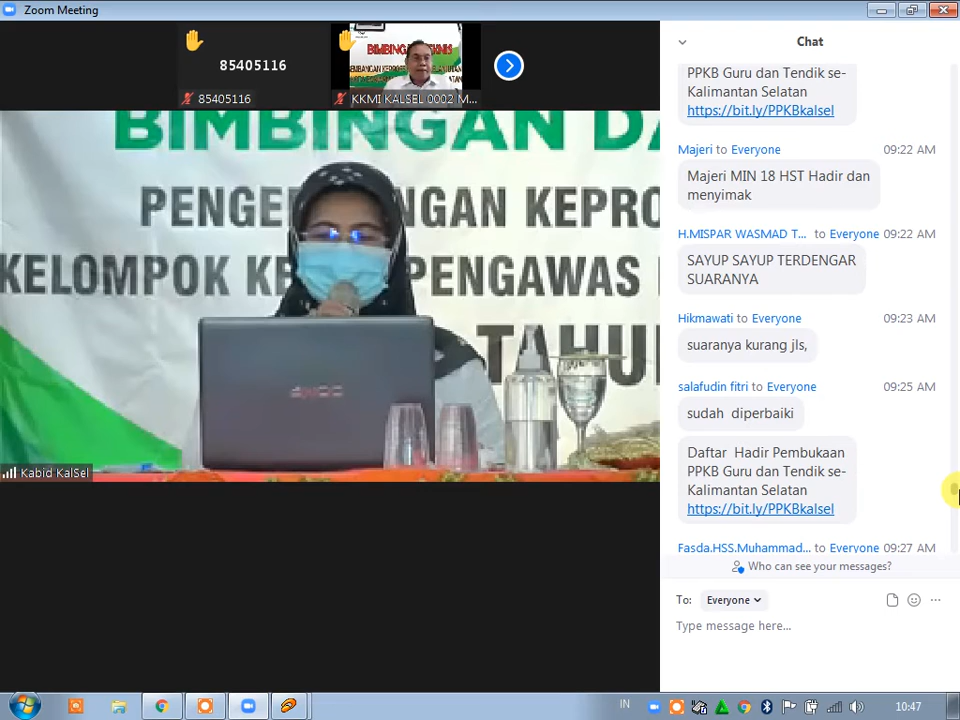 Zoom Meeting
85405116
85405116
KKMI KALSEL 0002 M...
BIMBINGAN DA
PENGEMBANGAN KEPRO
KELOMPOK KE PENGAWAS
TAHU
Kabid KalSel
Chat
PPKB Guru dan Tendik se-
Kalimantan Selatan
https://bit.ly/PPKBkalsel
Majeri to Everyone 09:22 AM
Majeri MIN 18 HST Hadir dan
menyimak
H.MISPAR WASMAD T... to Everyone 09:22 AM
SAYUP SAYUP TERDENGAR
SUARANYA
Hikmawati to Everyone 09:23 AM
suaranya kurang jls,
salafudin fitri to Everyone 09:25 AM
sudah diperbaiki
Daftar Hadir Pembukaan
PPKB Guru dan Tendik se-
Kalimantan Selatan
https://bit.ly/PPKBkalsel
Fasda.HSS.Muhammad... to Everyone 09:27 AM
Who can see your messages?
To: Everyone
Type message here...
IN
10:47